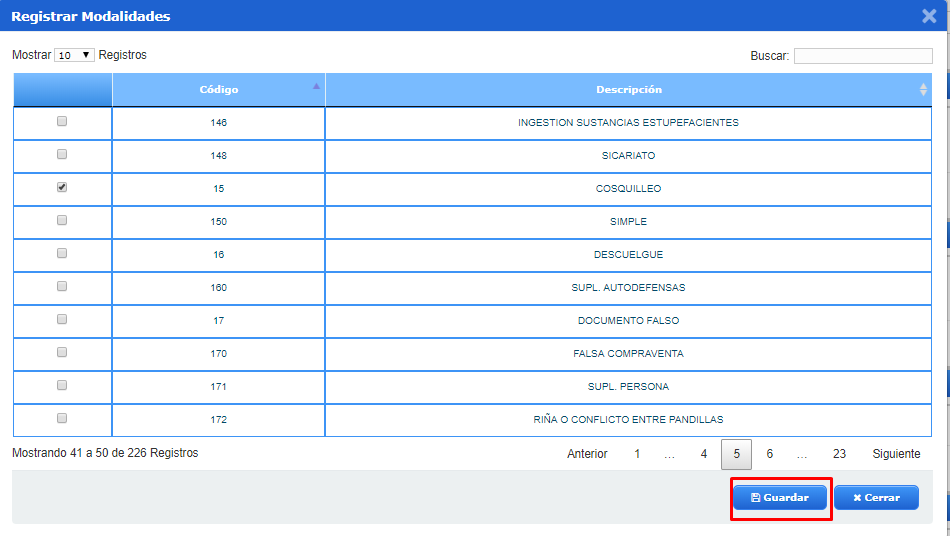 Registrar Modalidades
Mostrar 10 Registros Buscar:
Código Descripción
146 INGESTION SUSTANCIAS ESTUPEFACIENTES
148 SICARIATO
15 COSQUILLEO
150 SIMPLE
16 DESCUELGUE
160 SUPL. AUTODEFENSAS
17 DOCUMENTO FALSO
170 FALSA COMPRAVENTA
171 SUPL. PERSONA
172 RIÑA O CONFLICTO ENTRE PANDILLAS
Mostrando 41 a 50 de 226 Registros Anterior 1 … 4 5 6 … 23 Siguiente
Guardar Cerrar